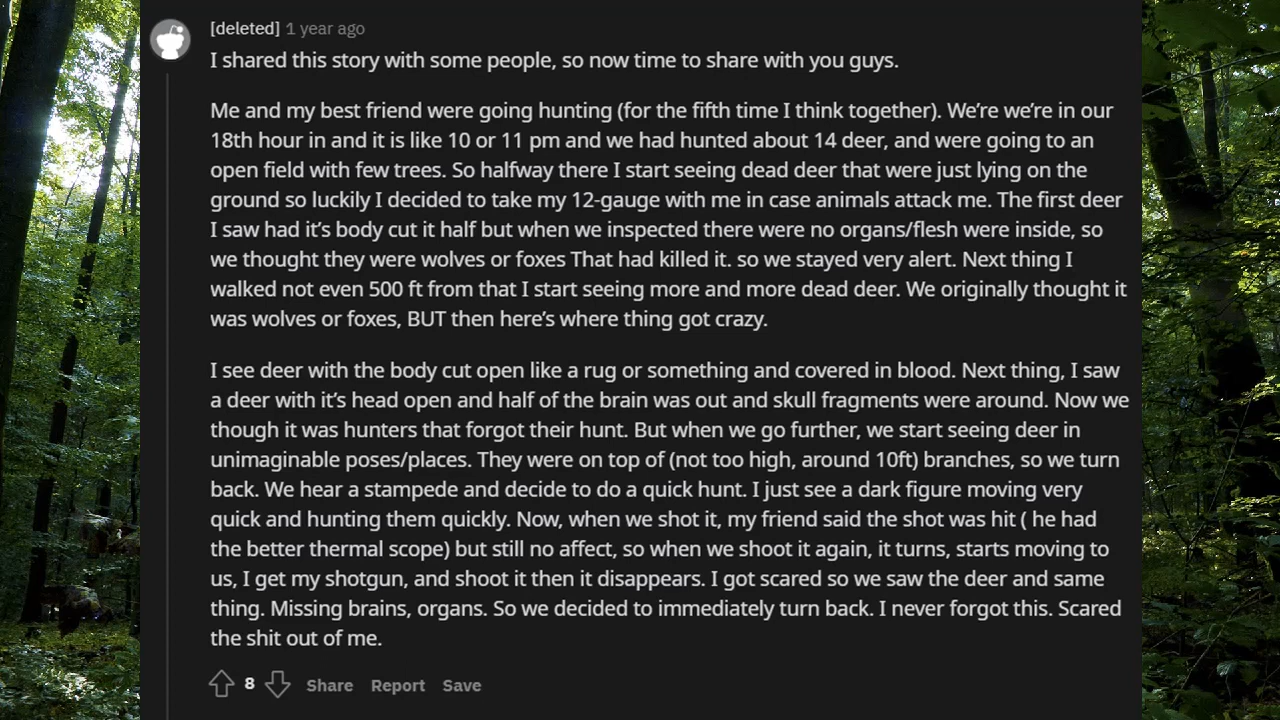 [deleted] 1 year ago
I shared this story with some people, so now time to share with you guys.
Me and my best friend were going hunting (for the fifth time I think together). We're we're in our
18th hour in and it is like 10 or 11 pm and we had hunted about 14 deer, and were going to an
open field with few trees. So halfway there I start seeing dead deer that were just lying on the
ground so luckily I decided to take my 12-gauge with me in case animals attack me. The first deer
I saw had it's body cut it half but when we inspected there were no organs/flesh were inside, so
we thought they were wolves or foxes That had killed it. so we stayed very alert. Next thing I
walked not even 500 ft from that I start seeing more and more dead deer. We originally thought it
was wolves or foxes, BUT then here's where thing got crazy.
I see deer with the body cut open like a rug or something and covered in blood. Next thing, I saw
a deer with it's head open and half of the brain was out and skull fragments were around. Now we
though it was hunters that forgot their hunt. But when we go further, we start seeing deer in
unimaginable poses/places. They were on top of (not too high, around 10ft) branches, so we turn
back. We hear a stampede and decide to do a quick hunt. I just see a dark figure moving very
quick and hunting them quickly. Now, when we shot it, my friend said the shot was hit ( he had
the better thermal scope) but still no affect, so when we shoot it again, it turns, starts moving to
us, I get my shotgun, and shoot it then it disappears. I got scared so we saw the deer and same
thing. Missing brains, organs. So we decided to immediately turn back. I never forgot this. Scared
the shit out of me.
8 Share Report Save